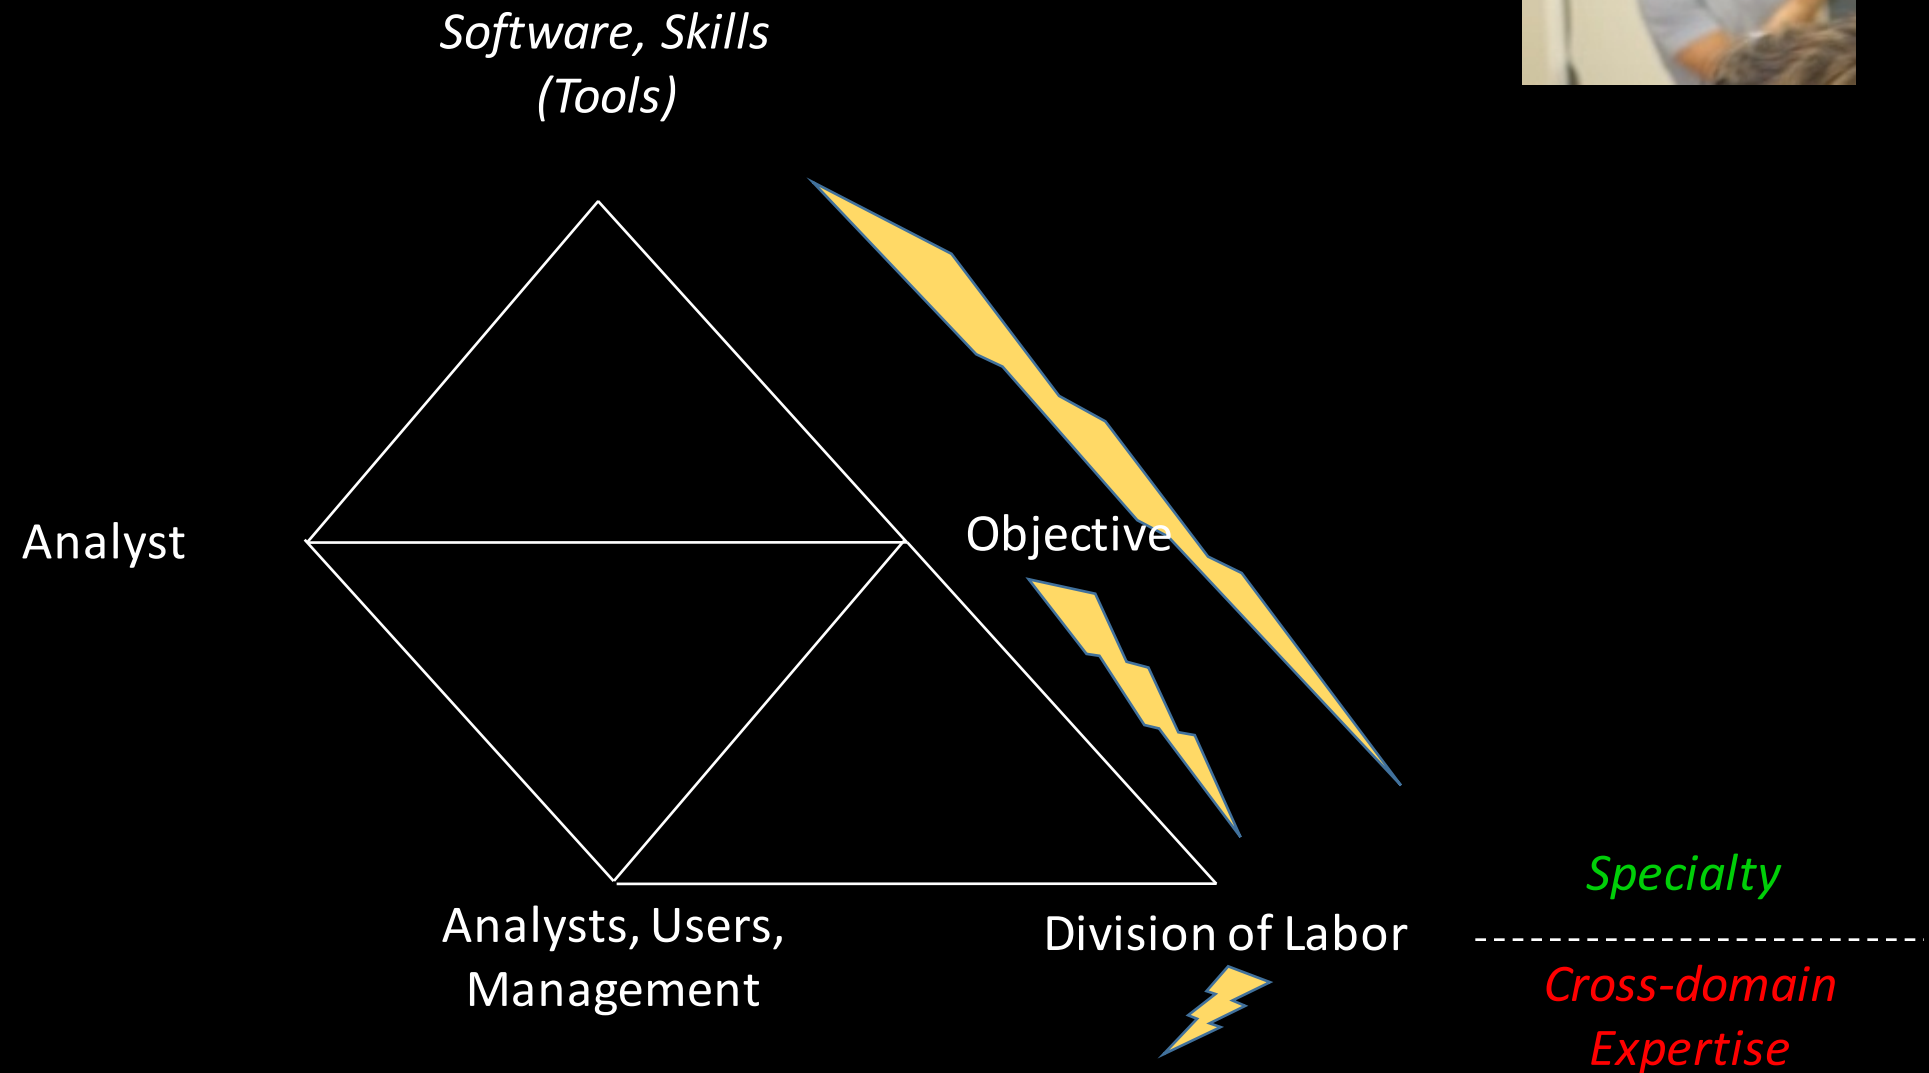 Software, Skills
(Tools)
Analyst
Objective
Analysts, Users,
Management
Division of Labor
Specialty
Cross-domain
Expertise